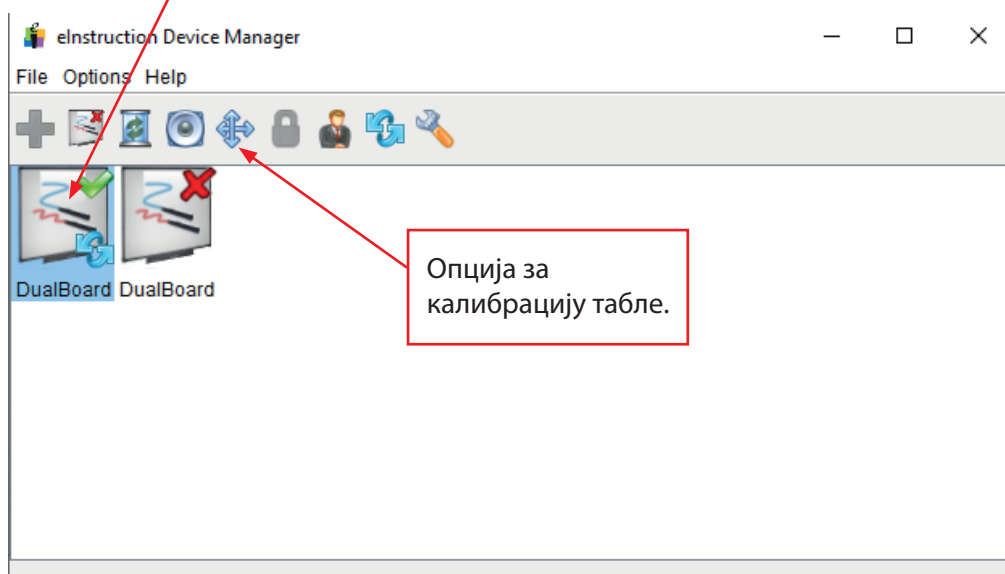 eInstruction Device Manager
File Options Help
DualBoard DualBoard
Опција за
калибрацију табле.